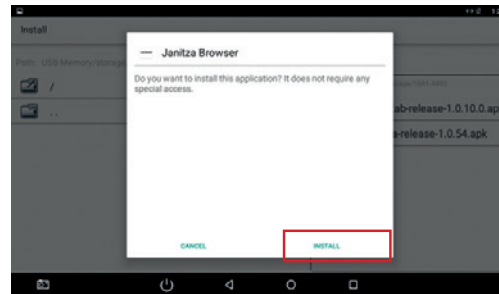 Install
Janitza Browser
Path: USB Memory/storage
Do you want to install this application? It does not require any
special access.
/
..
ab-release-1.0.10.0.ap
a-release-1.0.54.apk
CANCEL
INSTALL